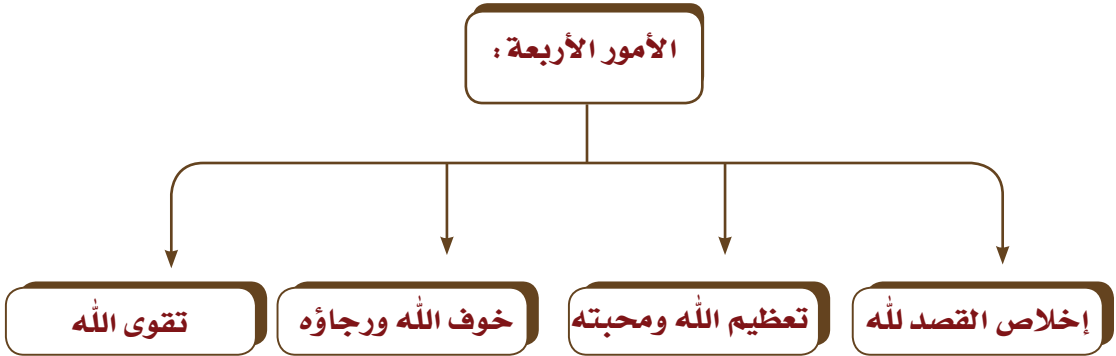 الأمور الأربعة :
إخلاص القصد لله
تعظيم الله ومحبته
خوف الله ورجاؤه
تقوى الله